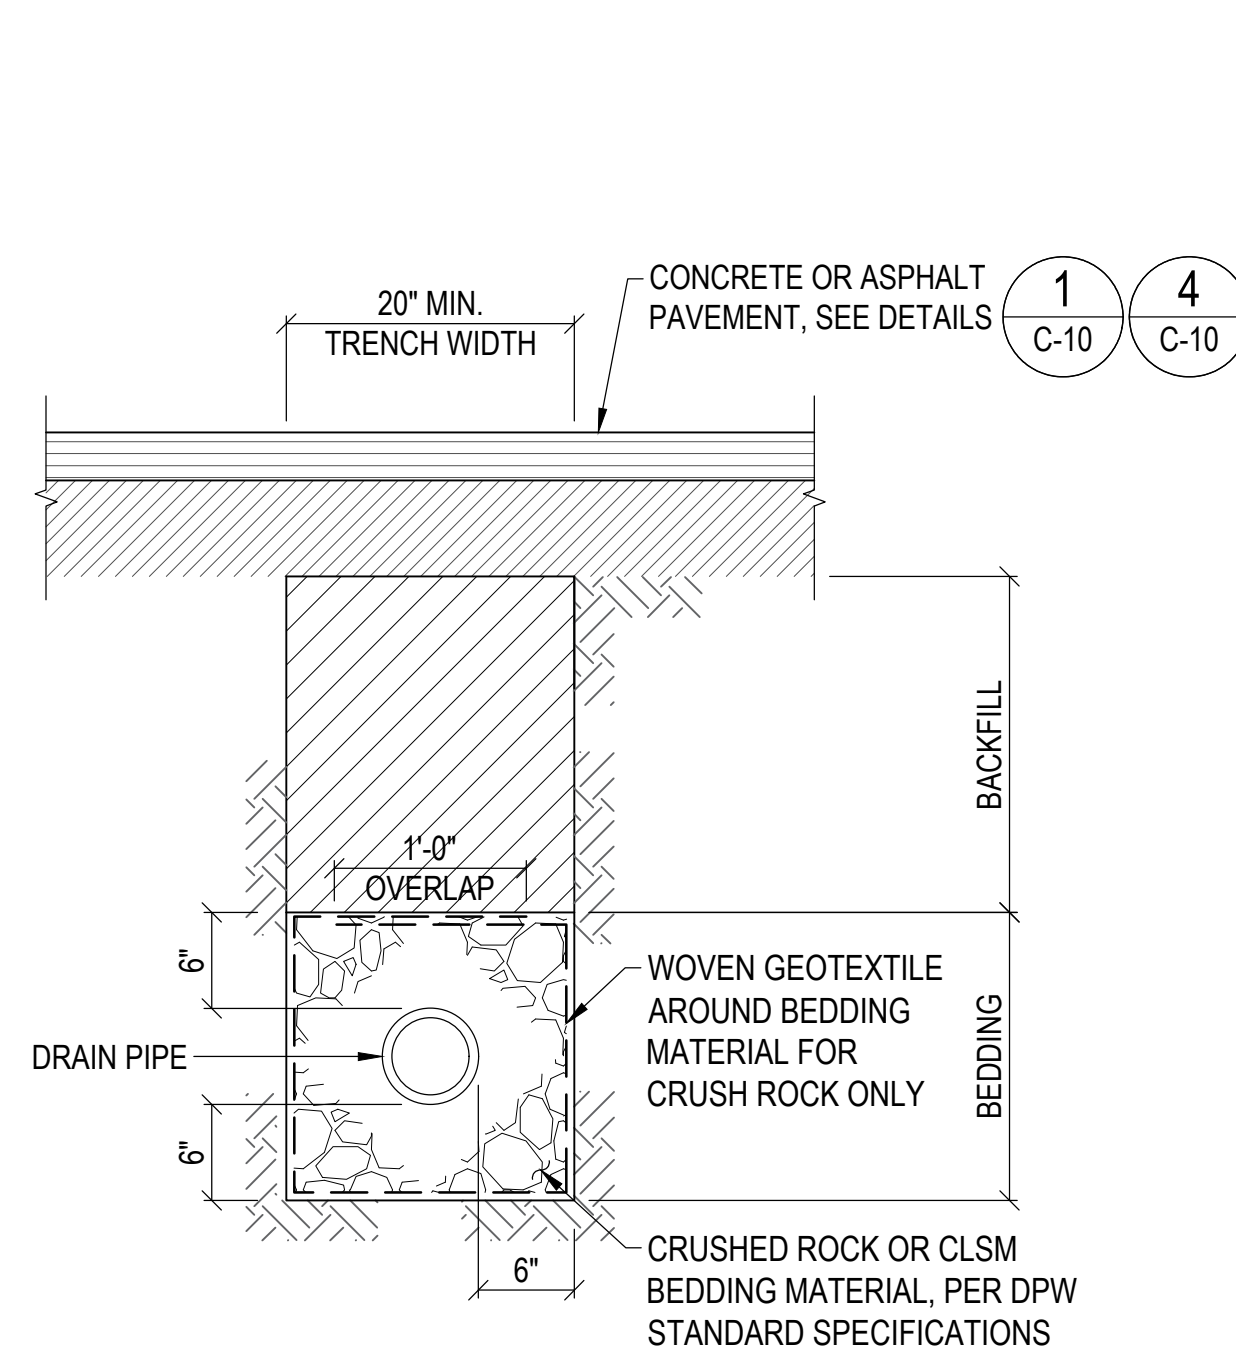 CONCRETE OR ASPHALT
PAVEMENT, SEE DETAILS
1
C-10
4
C-10
20" MIN.
TRENCH WIDTH
BACKFILL
1'-0"
OVERLAP
6"
WOVEN GEOTEXTILE
AROUND BEDDING
MATERIAL FOR
CRUSH ROCK ONLY
BEDDING
DRAIN PIPE
6"
6"
CRUSHED ROCK OR CLSM
BEDDING MATERIAL, PER DPW
STANDARD SPECIFICATIONS